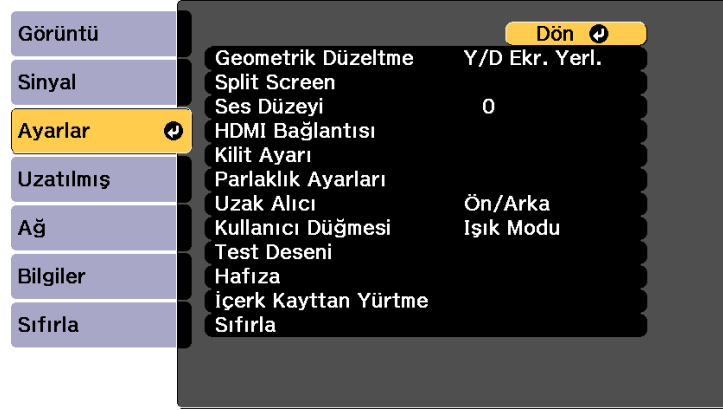 Görüntü
Sinyal
Ayarlar
Uzatılmış
Ağ
Bilgiler
Sıfırla
Dön
Geometrik Düzeltme Y/D Ekr. Yerl.
Split Screen
Ses Düzeyi 0
HDMI Bağlantısı
Kilit Ayarı
Parlaklık Ayarları
Uzak Alıcı Ön/Arka
Kullanıcı Düğmesi Işık Modu
Test Deseni
Hafıza
İçerk Kayttan Yürtme
Sıfırla